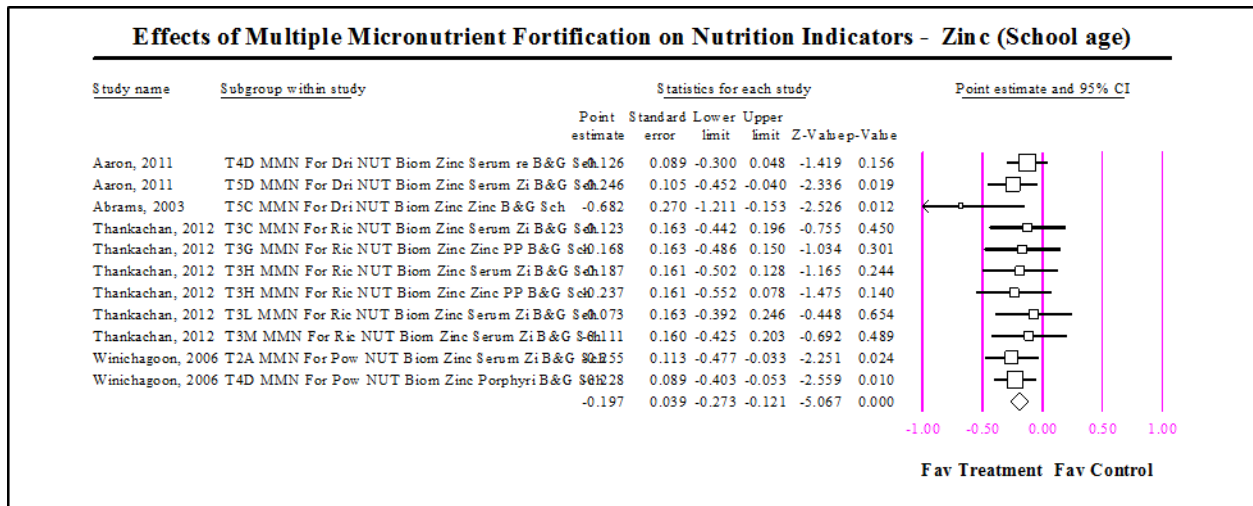 Effects of Multiple Micronutrient Fortification on Nutrition Indicators - Zinc (School age)
Study name Subgroup within study Statistics for each study Point estimate and 95% CI
Point Standard Lower Upper
estimate error limit limit Z-Value p-Value
Aaron, 2011 T4D MMN For Dri NUT Biom Zinc Serum re B&G Sch -0.126 0.089 -0.300 0.048 -1.419 0.156
Aaron, 2011 T5D MMN For Dri NUT Biom Zinc Serum Zi B&G Sch -0.246 0.105 -0.452 -0.040 -2.336 0.019
Abrams, 2003 T5C MMN For Dri NUT Biom Zinc Zinc B&G Sch -0.682 0.270 -1.211 -0.153 -2.526 0.012
Thankachan, 2012 T3C MMN For Ric NUT Biom Zinc Serum Zi B&G Sch -0.123 0.163 -0.442 0.196 -0.755 0.450
Thankachan, 2012 T3G MMN For Ric NUT Biom Zinc Zinc PP B&G Sch -0.168 0.163 -0.486 0.150 -1.034 0.301
Thankachan, 2012 T3H MMN For Ric NUT Biom Zinc Serum Zi B&G Sch -0.187 0.161 -0.502 0.128 -1.165 0.244
Thankachan, 2012 T3H MMN For Ric NUT Biom Zinc Zinc PP B&G Sch -0.237 0.161 -0.552 0.078 -1.475 0.140
Thankachan, 2012 T3L MMN For Ric NUT Biom Zinc Serum Zi B&G Sch -0.073 0.163 -0.392 0.246 -0.448 0.654
Thankachan, 2012 T3M MMN For Ric NUT Biom Zinc Serum Zi B&G Sch -0.111 0.160 -0.425 0.203 -0.692 0.489
Winichagoon, 2006 T2A MMN For Pow NUT Biom Zinc Serum Zi B&G Sch -0.255 0.113 -0.477 -0.033 -2.251 0.024
Winichagoon, 2006 T4D MMN For Pow NUT Biom Zinc Porphyri B&G Sch -0.228 0.089 -0.403 -0.053 -2.559 0.010
-0.197 0.039 -0.273 -0.121 -5.067 0.000
-1.00 -0.50 0.00 0.50 1.00
Fav Treatment Fav Control